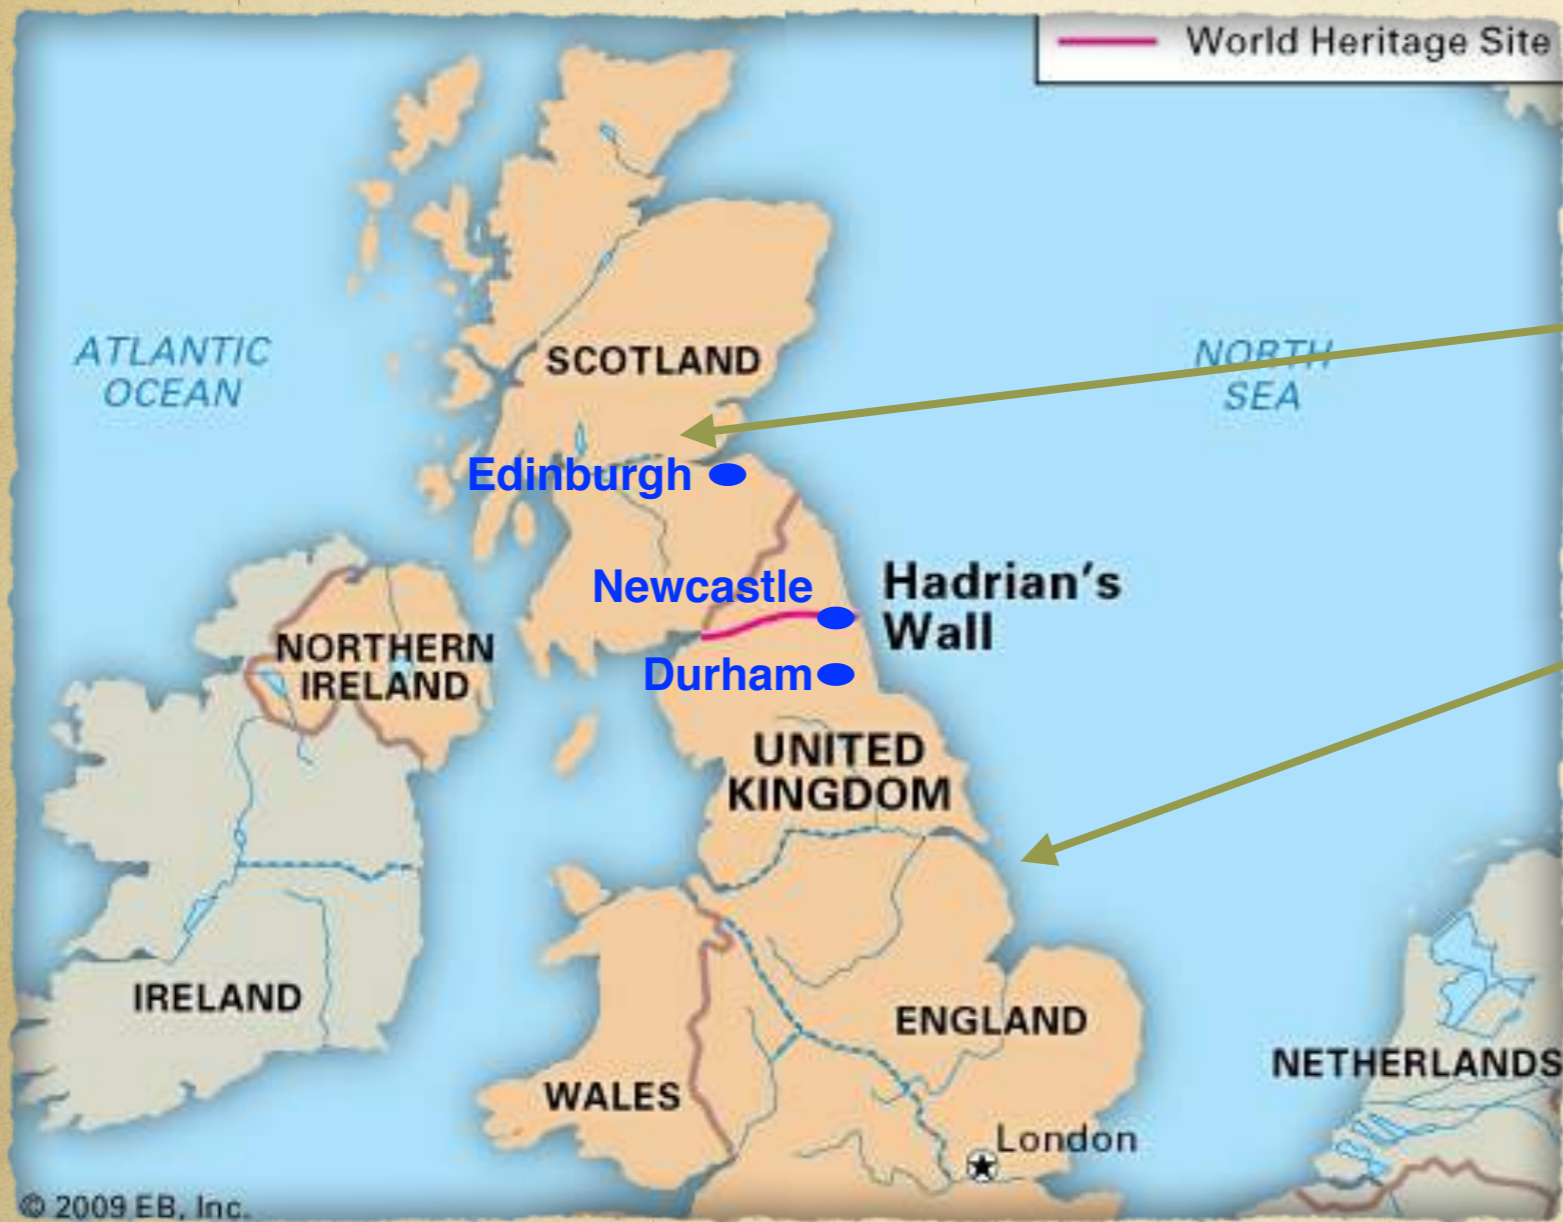 World Heritage Site
ATLANTIC
OCEAN
SCOTLAND
NORTH
SEA
Edinburgh
Newcastle
Hadrian's
Wall
NORTHERN
IRELAND
Durham
UNITED
KINGDOM
IRELAND
ENGLAND
NETHERLANDS
WALES
London
© 2009 EB, Inc.